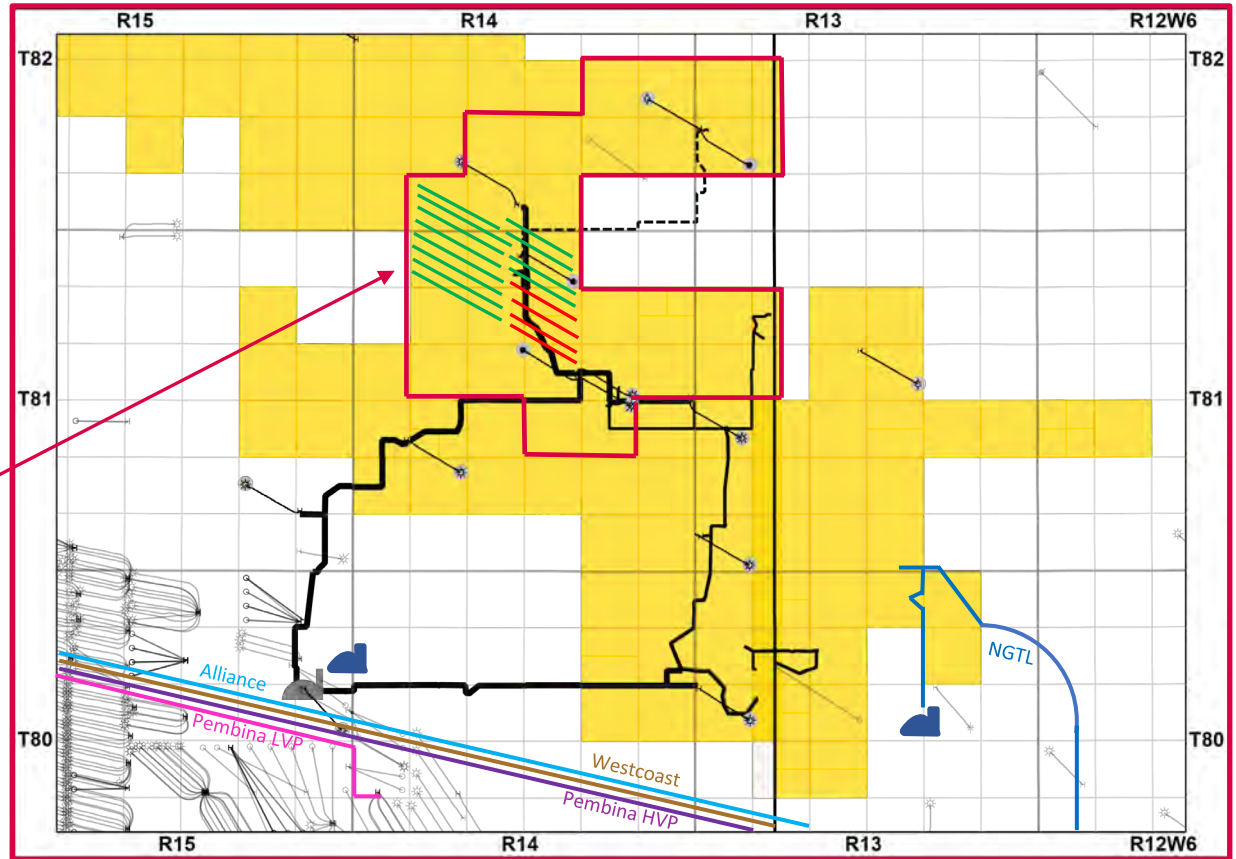 R15 R14 R13 R12W6
T82 T82
T81 T81
Alliance
NGTL
Pembina LVP
T80 T80
Westcoast
Pembina HVP
R15 R14 R13 R12W6